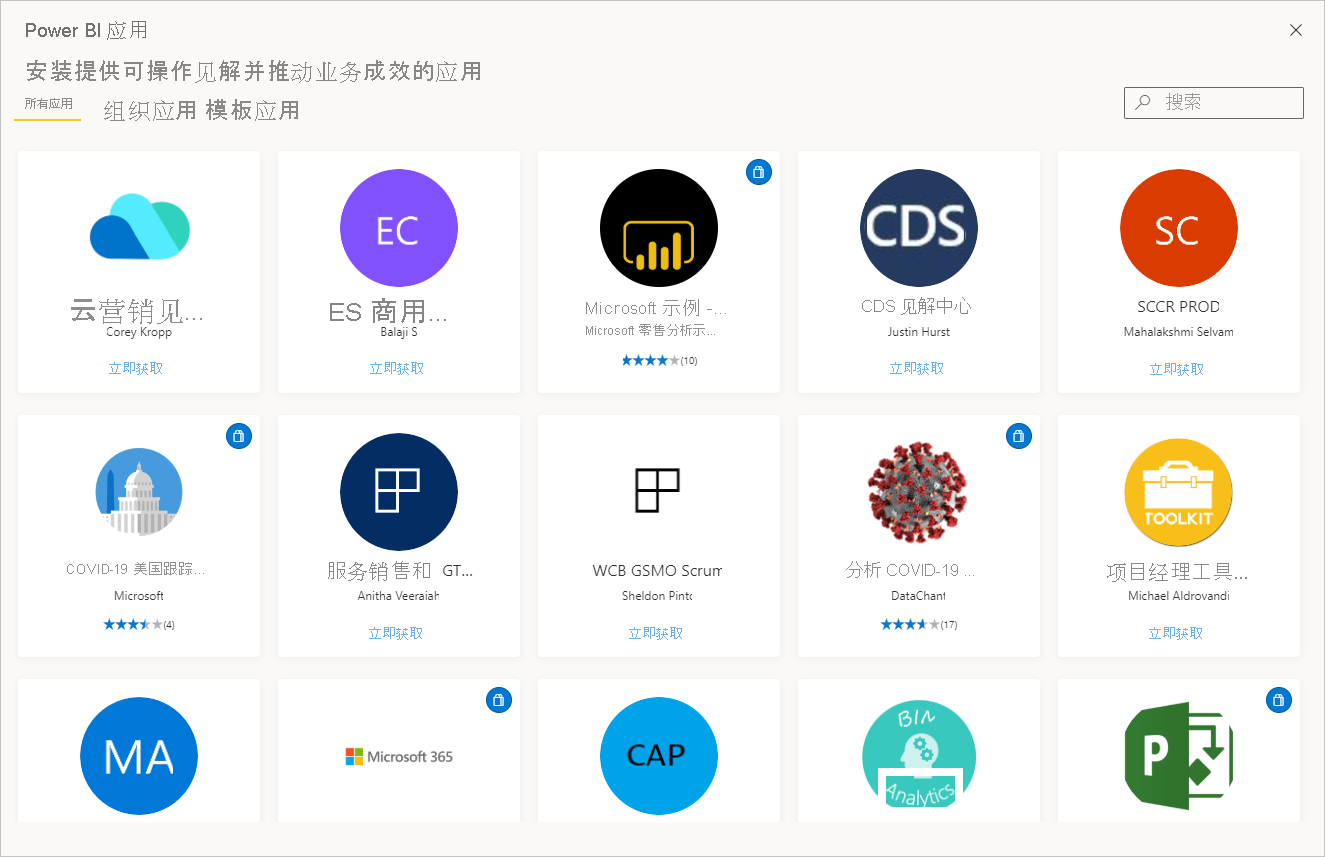 Power BI 应用
安装提供可操作见解并推动业务成效的应用
所有应用
组织应用 模板应用
搜索
EC
CDS
SC
云营销见...
Corey Kropp
立即获取
ES 商用...
Balaji S
立即获取
Microsoft 示例 -...
Microsoft 零售分析示...
(10)
CDS 见解中心
Justin Hurst
立即获取
SCCR PROD
Mahalakshmi Selvam
立即获取
COVID-19 美国跟踪...
Microsoft
(4)
服务销售和 GT...
Anitha Veeraiah
立即获取
WCB GSMO Scrum
Sheldon Pinto
立即获取
分析 COVID-19 ...
DataChant
(17)
TOOLKIT
项目经理工具...
Michael Aldrovandi
立即获取
MA
Microsoft 365
CAP
BIn
Analytics
P